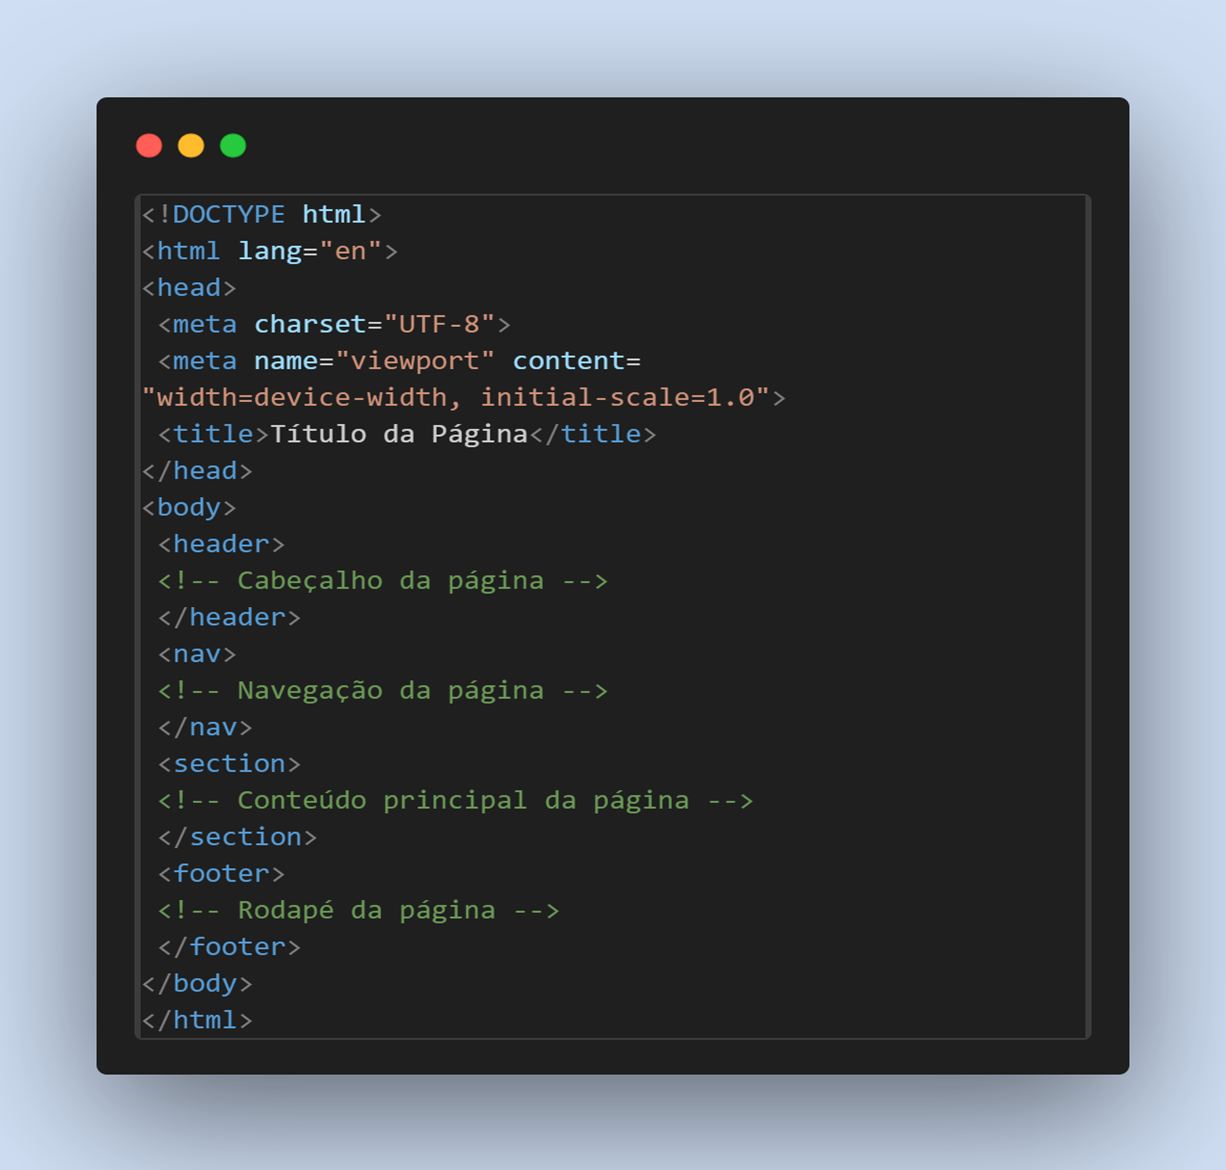 <!DOCTYPE html>
<html lang="en">
<head>
 <meta charset="UTF-8">
 <meta name="viewport" content=
"width=device-width, initial-scale=1.0">
 <title>Título da Página</title>
</head>
<body>
 <header>
 <!-- Cabeçalho da página -->
 </header>
 <nav>
 <!-- Navegação da página -->
 </nav>
 <section>
 <!-- Conteúdo principal da página -->
 </section>
 <footer>
 <!-- Rodapé da página -->
 </footer>
</body>
</html>